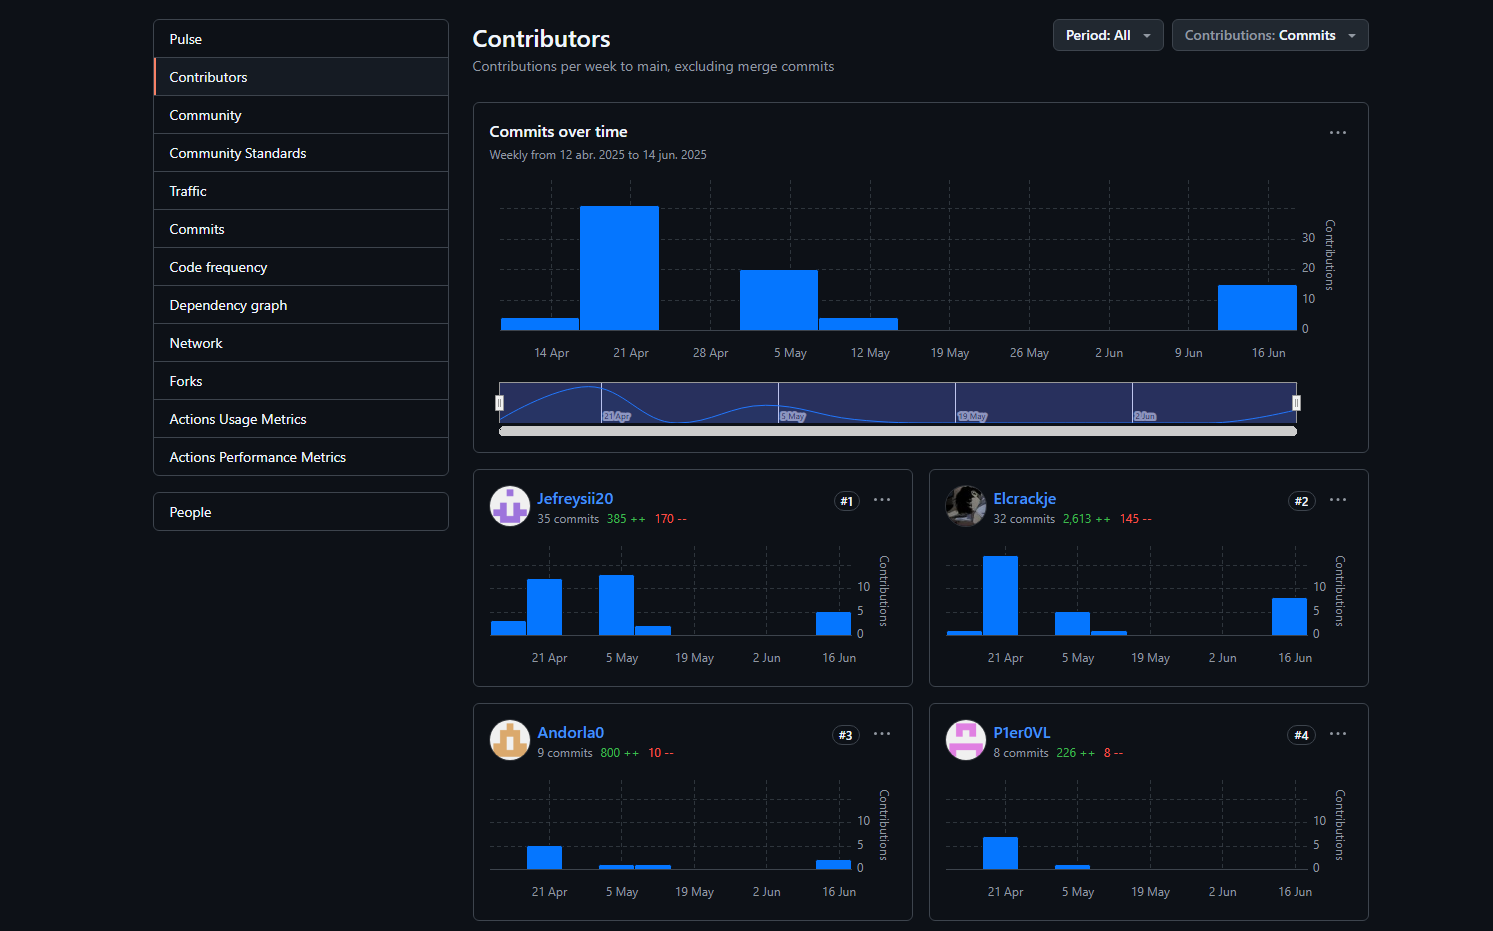 Pulse
Contributors
Community
Community Standards
Traffic
Commits
Code frequency
Dependency graph
Network
Forks
Actions Usage Metrics
Actions Performance Metrics
People
Contributors
Contributions per week to main, excluding merge commits
Period: All
Contributions: Commits
Commits over time
Weekly from 12 abr. 2025 to 14 jun. 2025
30
20
10
0
Contributions
14 Apr 21 Apr 28 Apr 5 May 12 May 19 May 26 May 2 Jun 9 Jun 16 Jun
21 Apr 5 May 19 May 2 Jun
Jefreysii20
#1
35 commits 385 ++ 170 --
10
5
0
Contributions
21 Apr 5 May 19 May 2 Jun 16 Jun
Elcrackje
#2
32 commits 2,613 ++ 145 --
10
5
0
Contributions
21 Apr 5 May 19 May 2 Jun 16 Jun
Andorla0
#3
9 commits 800 ++ 10 --
10
5
0
Contributions
21 Apr 5 May 19 May 2 Jun 16 Jun
P1er0VL
#4
8 commits 226 ++ 8 --
10
5
0
Contributions
21 Apr 5 May 19 May 2 Jun 16 Jun